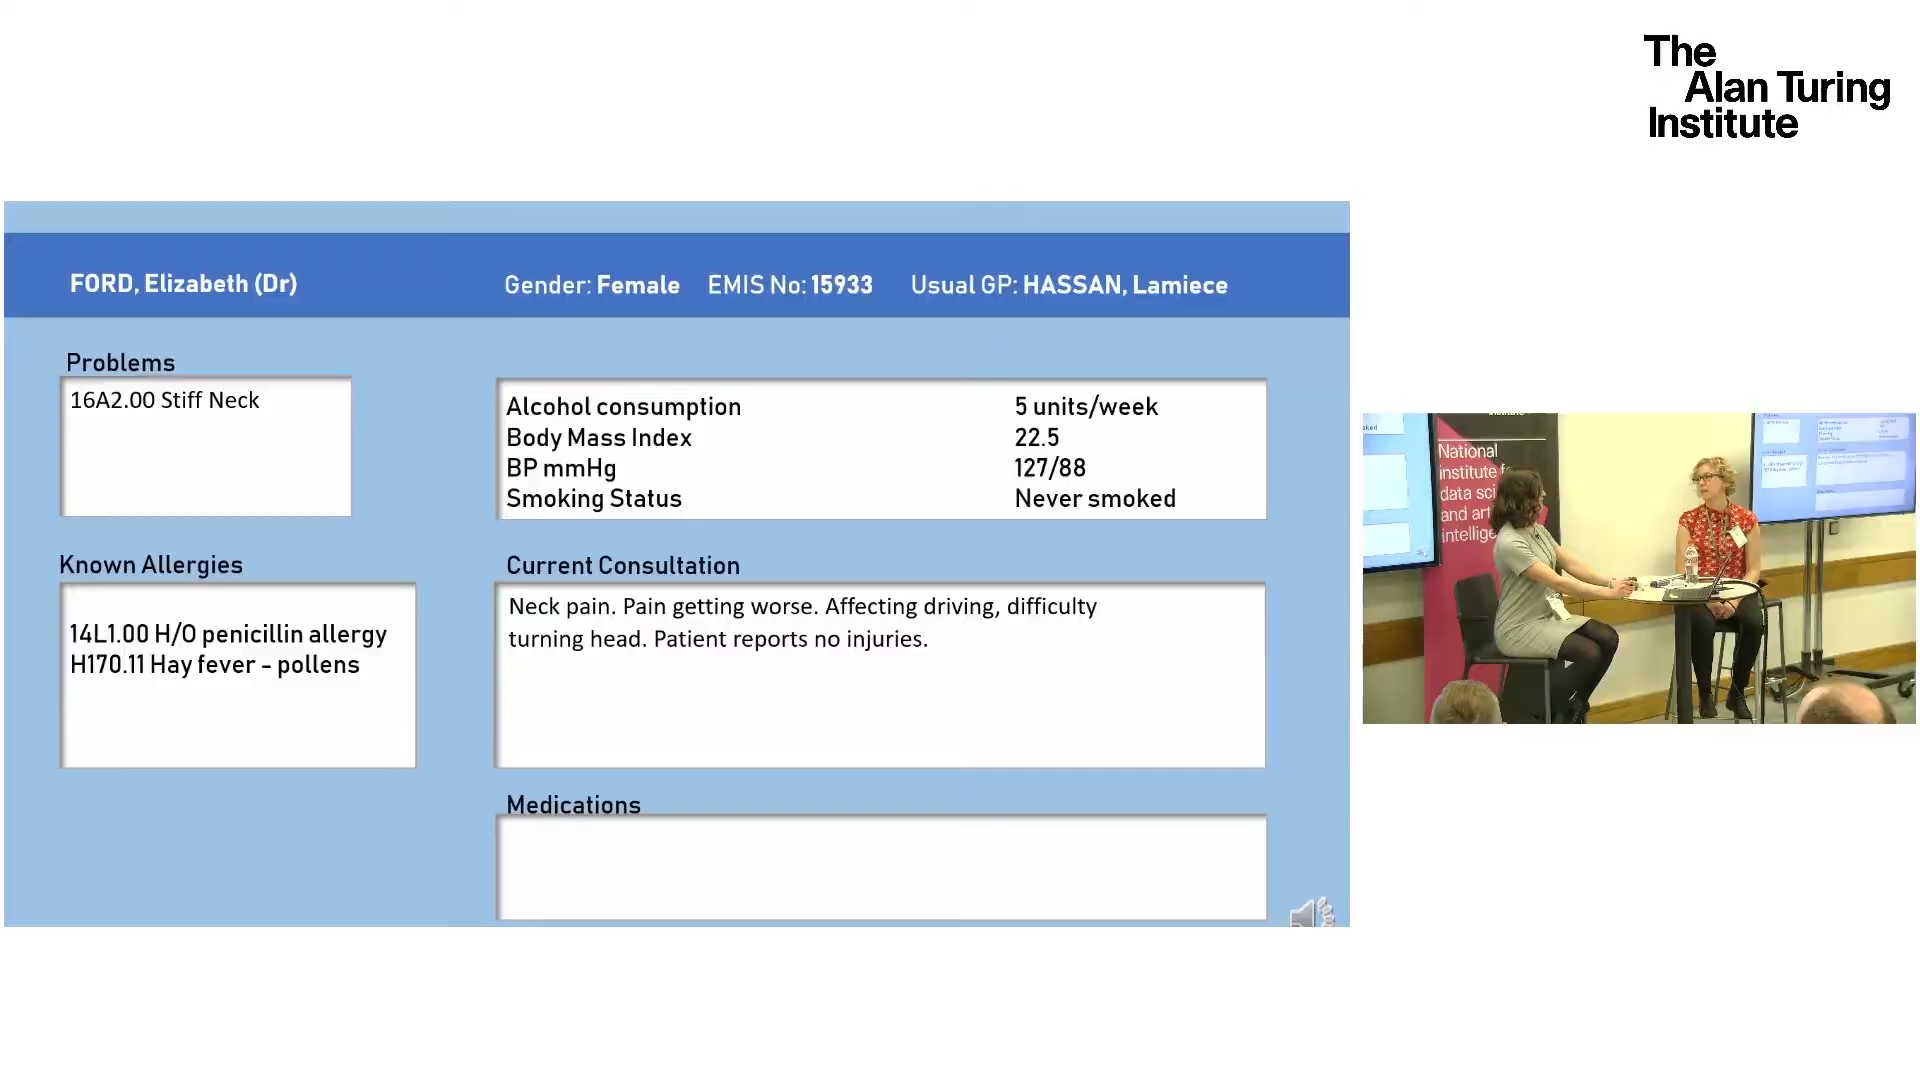 The
Alan Turing
Institute
FORD, Elizabeth (Dr)
Gender: Female EMIS No: 15933 Usual GP: HASSAN, Lamiece
Problems
16A2.00 Stiff Neck
Alcohol consumption 5 units/week
Body Mass Index 22.5
BP mmHg 127/88
Smoking Status Never smoked
Known Allergies
14L1.00 H/O penicillin allergy
H170.11 Hay fever - pollens
Current Consultation
Neck pain. Pain getting worse. Affecting driving, difficulty
turning head. Patient reports no injuries.
Medications
National
institute
data
and